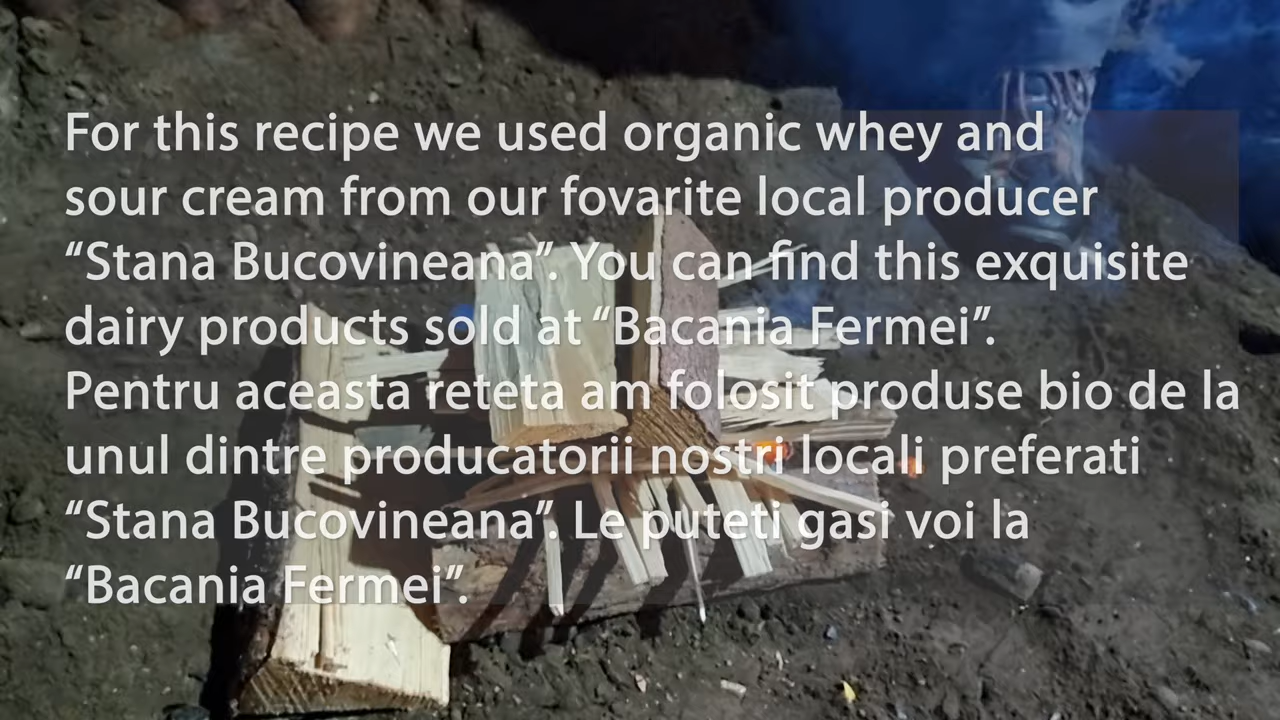 For this recipe we used organic whey and
sour cream from our fovarite local producer
“Stana Bucovineana”. You can find this exquisite
dairy products sold at “Bacania Fermei”.
Pentru aceasta reteta am folosit produse bio de la
unul dintre producatorii nostri locali preferati
“Stana Bucovineana”. Le puteti gasi voi la
“Bacania Fermei”.